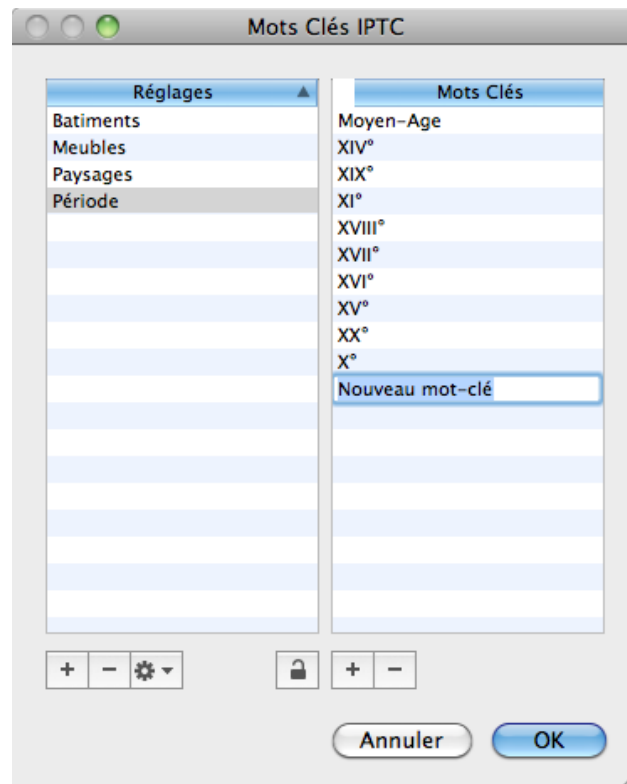 Mots Clés IPTC
Réglages
Batiments
Meubles
Paysages
Période
Mots Clés
Moyen-Age
XIV°
XIX°
XI°
XVIII°
XVII°
XVI°
XV°
XX°
X°
Nouveau mot-clé
Annuler
OK